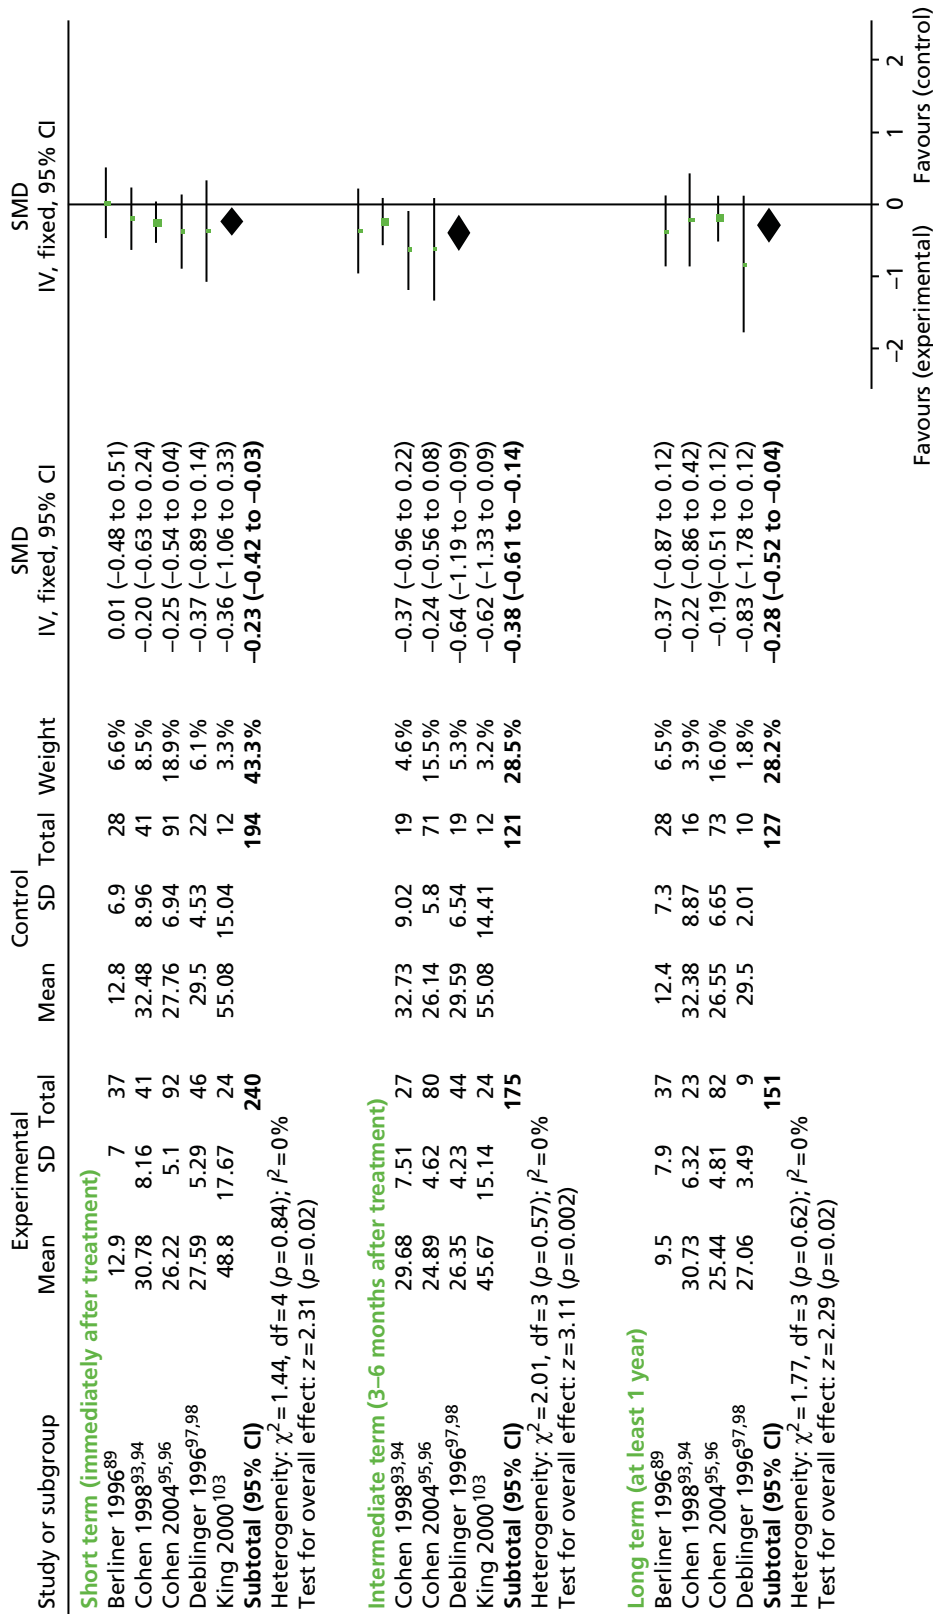 Experimental Control SMD SMD
Study or subgroup Mean SD Total Mean SD Total Weight IV, fixed, 95% CI IV, fixed, 95% CI
Short term (immediately after treatment)
Berliner 1996⁸⁹ 12.9 7 37 12.8 6.9 28 6.6% 0.01 (−0.48 to 0.51)
Cohen 1998⁹³,⁹⁴ 30.78 8.16 41 32.48 8.96 41 8.5% −0.20 (−0.63 to 0.24)
Cohen 2004⁹⁵,⁹⁶ 26.22 5.1 92 27.76 6.94 91 18.9% −0.25 (−0.54 to 0.04)
Deblinger 1996⁹⁷,⁹⁸ 27.59 5.29 46 29.5 4.53 22 6.1% −0.37 (−0.89 to 0.14)
King 2000¹⁰³ 48.8 17.67 24 55.08 15.04 12 3.3% −0.36 (−1.06 to 0.33)
Subtotal (95% CI) 240 194 43.3% −0.23 (−0.42 to −0.03)
Heterogeneity: χ²=1.44, df=4 (p=0.84); I²=0%
Test for overall effect: z=2.31 (p=0.02)
Intermediate term (3–6 months after treatment)
Cohen 1998⁹³,⁹⁴ 29.68 7.51 27 32.73 9.02 19 4.6% −0.37 (−0.96 to 0.22)
Cohen 2004⁹⁵,⁹⁶ 24.89 4.62 80 26.14 5.8 71 15.5% −0.24 (−0.56 to 0.08)
Deblinger 1996⁹⁷,⁹⁸ 26.35 4.23 44 29.59 6.54 19 5.3% −0.64 (−1.19 to −0.09)
King 2000¹⁰³ 45.67 15.14 24 55.08 14.41 12 3.2% −0.62 (−1.33 to 0.09)
Subtotal (95% CI) 175 121 28.5% −0.38 (−0.61 to −0.14)
Heterogeneity: χ²=2.01, df=3 (p=0.57); I²=0%
Test for overall effect: z=3.11 (p=0.002)
Long term (at least 1 year)
Berliner 1996⁸⁹ 9.5 7.9 37 12.4 7.3 28 6.5% −0.37 (−0.87 to 0.12)
Cohen 1998⁹³,⁹⁴ 30.73 6.32 23 32.38 8.87 16 3.9% −0.22 (−0.86 to 0.42)
Cohen 2004⁹⁵,⁹⁶ 25.44 4.81 82 26.55 6.65 73 16.0% −0.19(−0.51 to 0.12)
Deblinger 1996⁹⁷,⁹⁸ 27.06 3.49 9 29.5 2.01 10 1.8% −0.83 (−1.78 to 0.12)
Subtotal (95% CI) 151 127 28.2% −0.28 (−0.52 to −0.04)
Heterogeneity: χ²=1.77, df=3 (p=0.62); I²=0%
Test for overall effect: z=2.29 (p=0.02)
−2 −1 0 1 2
Favours (experimental) Favours (control)